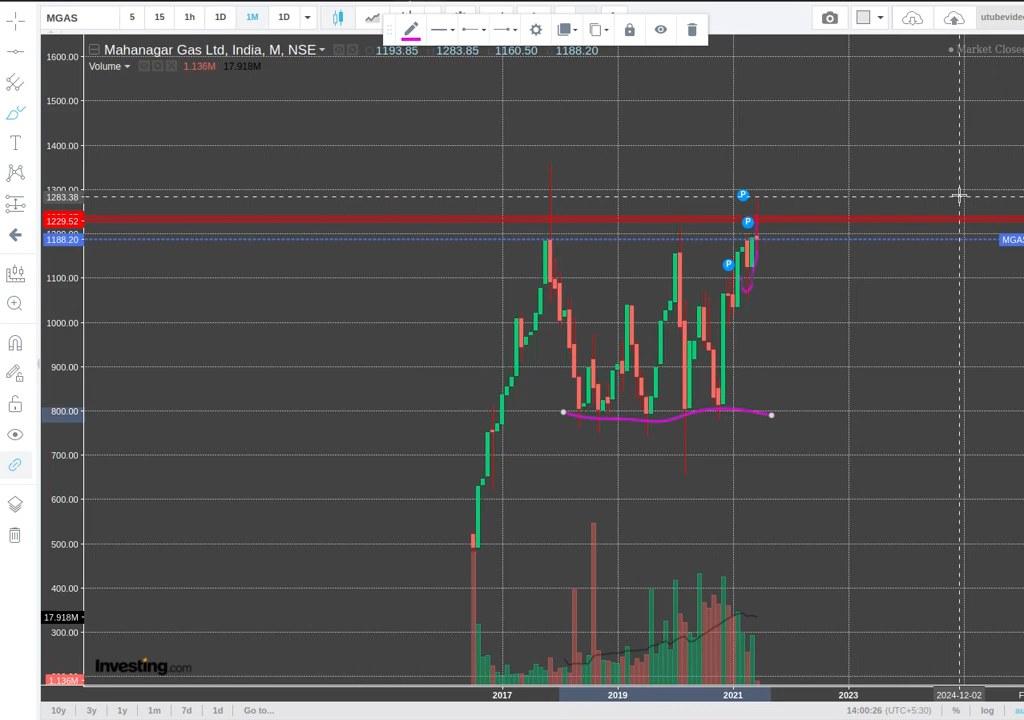 MGAS 5 15 1h 1D 1M 1D utubevideo
Mahanagar Gas Ltd, India, M, NSE 1193.85 1283.85 1160.50 1188.20 Market Close
Volume 1.136M 17.918M
1600.00
1500.00
1400.00
1300.00
1283.38
1229.52
1200.00
1188.20 MGAS
1100.00
1000.00
900.00
800.00
700.00
600.00
500.00
400.00
17.918M
300.00
1.136M
P
P
P
Investing.com
2017 2019 2021 2023 2024-12-02
10y 3y 1y 1m 7d 1d Go to... 14:00:26 (UTC+5:30) % log au